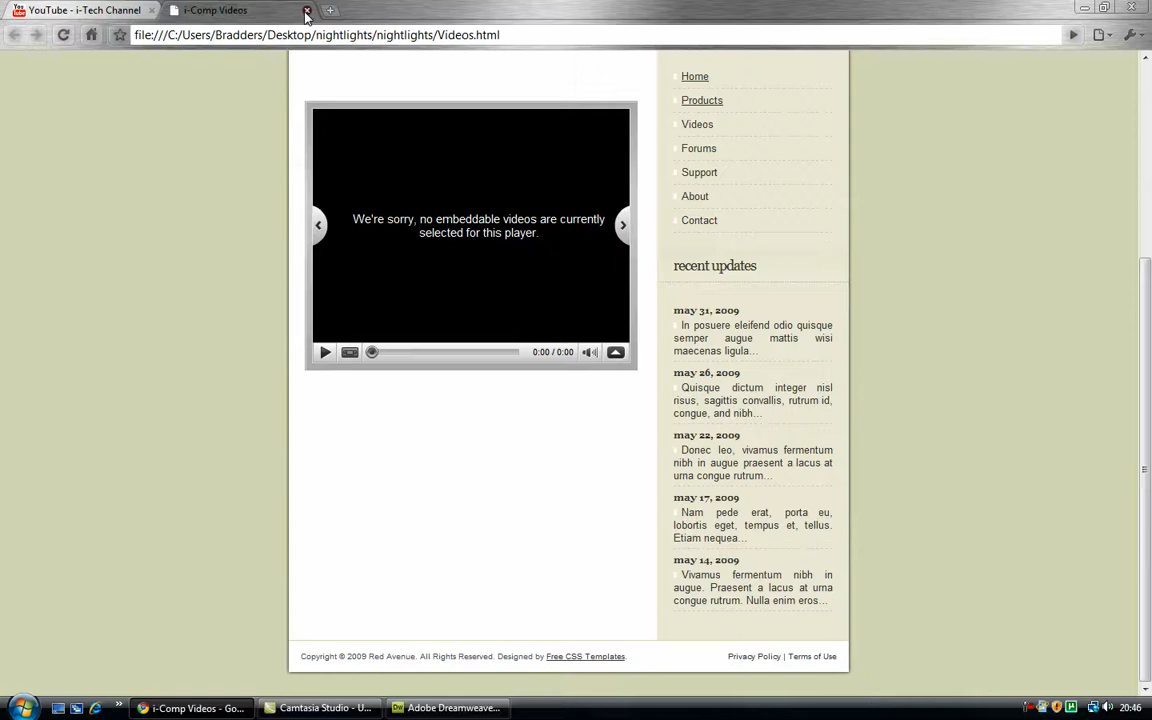 YouTube - i-Tech Channel
i-Comp Videos
file:///C:/Users/Bradders/Desktop/nightlights/nightlights/Videos.html
Home
Products
Videos
Forums
Support
About
Contact
We're sorry, no embeddable videos are currently
selected for this player.
0:00 / 0:00
recent updates
may 31, 2009
In posuere eleifend odio quisque
semper augue mattis wisi
maecenas ligula...
may 26, 2009
Quisque dictum integer nisl
risus, sagittis convallis, rutrum id,
congue, and nibh...
may 22, 2009
Donec leo, vivamus fermentum
nibh in augue praesent a lacus at
urna congue rutrum...
may 17, 2009
Nam pede erat, porta eu,
lobortis eget, tempus et, tellus.
Etiam nequea...
may 14, 2009
Vivamus fermentum nibh in
augue. Praesent a lacus at urna
congue rutrum. Nulla enim eros...
Copyright © 2009 Red Avenue. All Rights Reserved. Designed by Free CSS Templates.
Privacy Policy | Terms of Use
i-Comp Videos - Go...
Camtasia Studio - U...
Adobe Dreamweave...
20:46